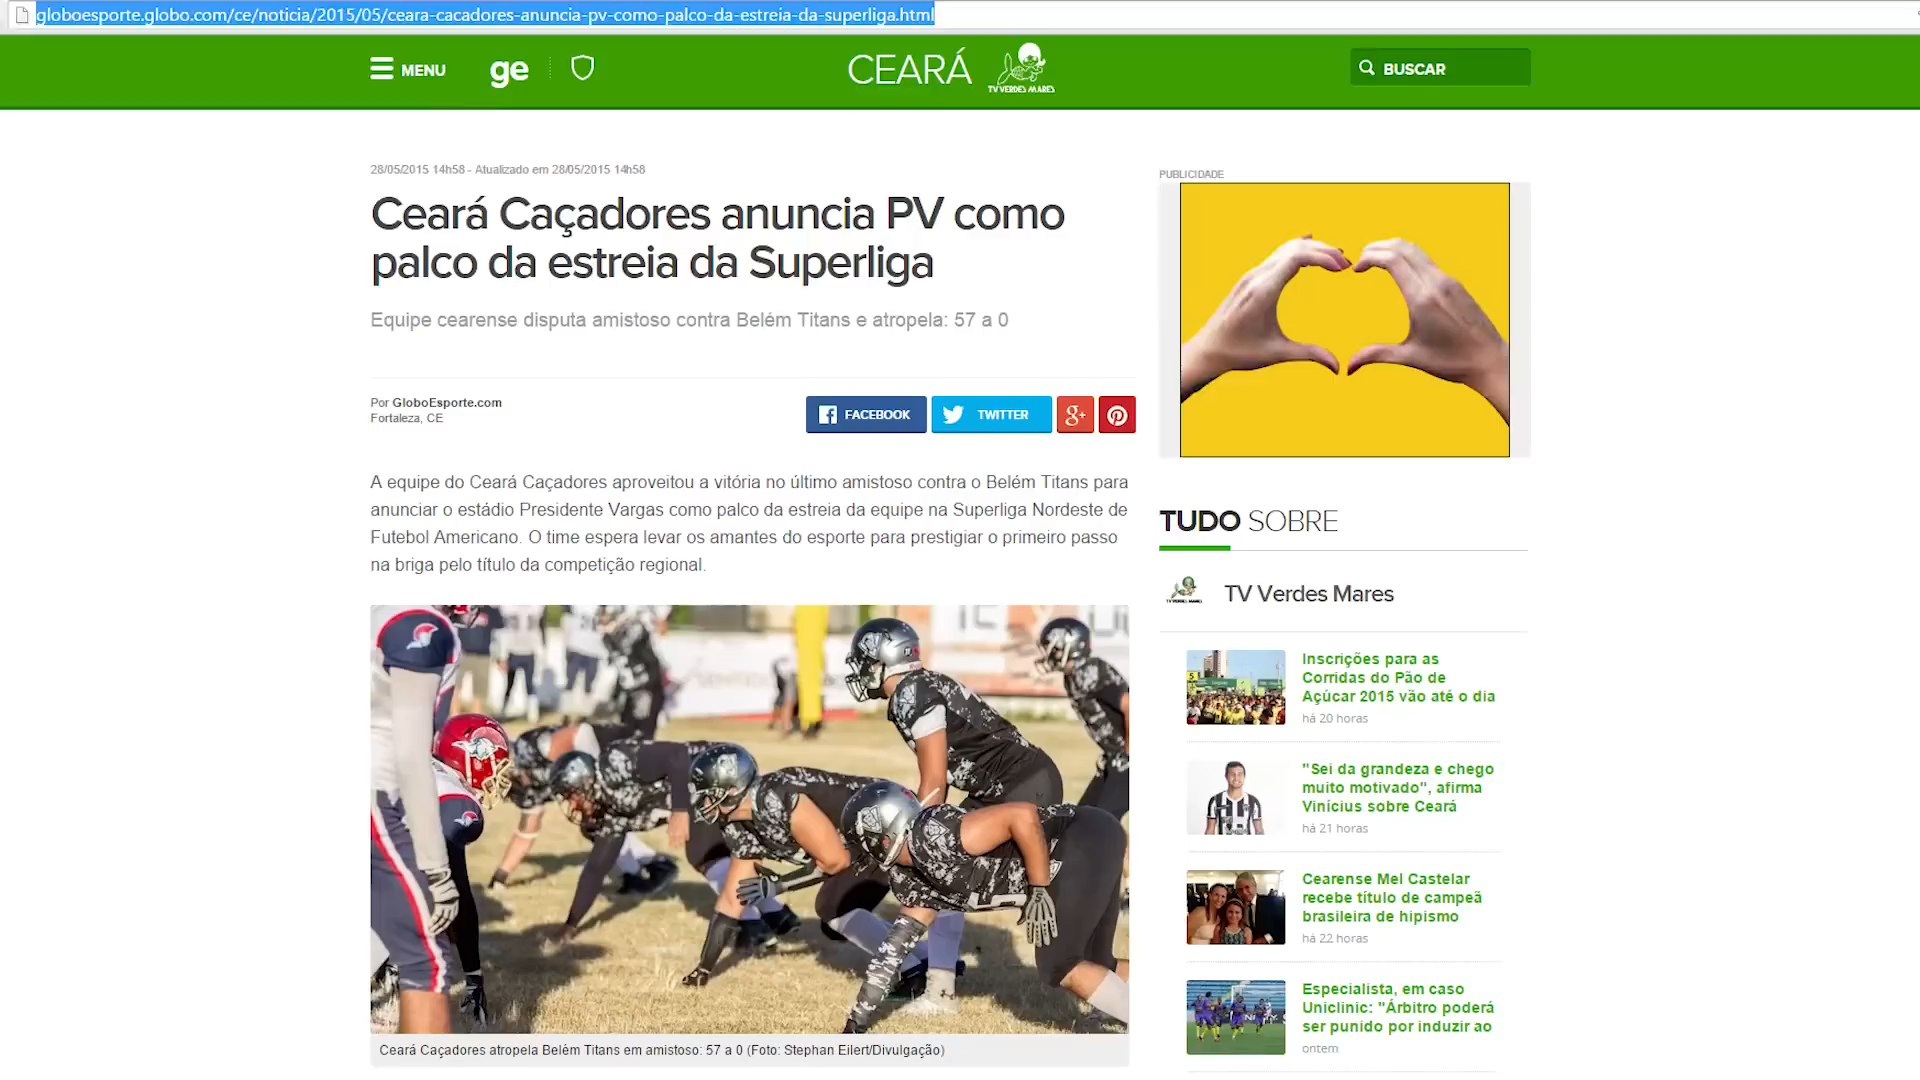 globoesporte.globo.com/ce/noticia/2015/05/ceara-cacadores-anuncia-pv-como-palco-da-estreia-da-superliga.html
MENU
ge
CEARÁ
TV VERDES MARES
BUSCAR
28/05/2015 14h58 - Atualizado em 28/05/2015 14h58
Ceará Caçadores anuncia PV como
palco da estreia da Superliga
Equipe cearense disputa amistoso contra Belém Titans e atropela: 57 a 0
Por GloboEsporte.com
Fortaleza, CE
FACEBOOK
TWITTER
g+
A equipe do Ceará Caçadores aproveitou a vitória no último amistoso contra o Belém Titans para
anunciar o estádio Presidente Vargas como palco da estreia da equipe na Superliga Nordeste de
Futebol Americano. O time espera levar os amantes do esporte para prestigiar o primeiro passo
na briga pelo título da competição regional.
Ceará Caçadores atropela Belém Titans em amistoso: 57 a 0 (Foto: Stephan Eilert/Divulgação)
PUBLICIDADE
TUDO SOBRE
TV VERDES MARES
TV Verdes Mares
Inscrições para as
Corridas do Pão de
Açúcar 2015 vão até o dia
há 20 horas
"Sei da grandeza e chego
muito motivado", afirma
Vinícius sobre Ceará
há 21 horas
Cearense Mel Castelar
recebe título de campeã
brasileira de hipismo
há 22 horas
Especialista, em caso
Uniclinic: "Árbitro poderá
ser punido por induzir ao
ontem